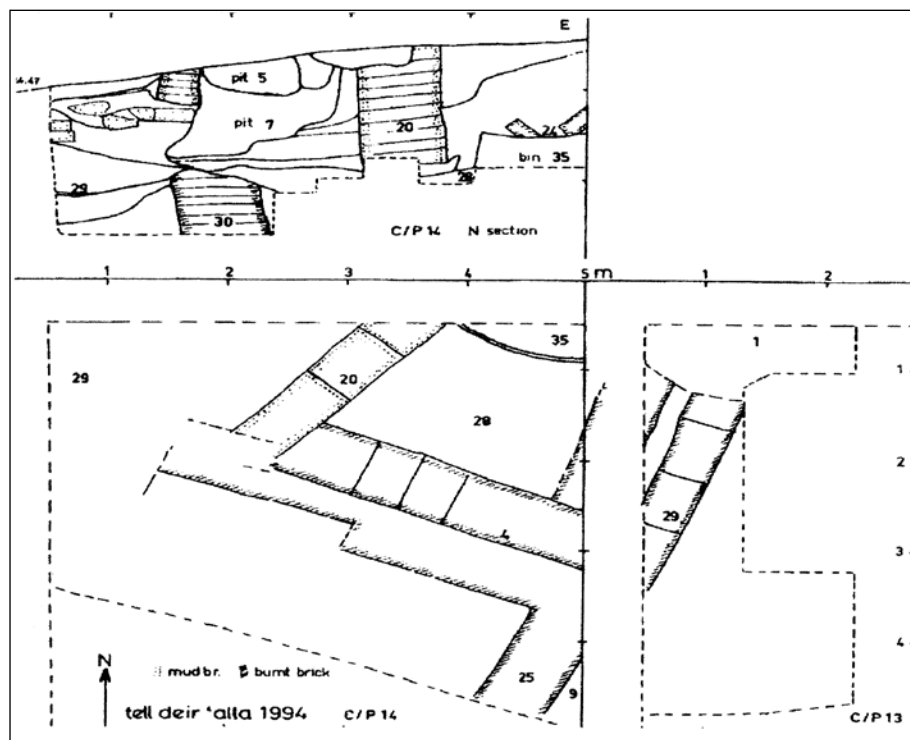 E
14.47
pit 5
pit 7
20
24
bin 35
29
28
30
C/P 14 N section
1 2 3 4 5 m 1 2
35
1
29
20
1
28
2
29
4
3
4
N
mud br. burnt brick
25
9
tell deir 'alla 1994 C/P 14
C/P 13